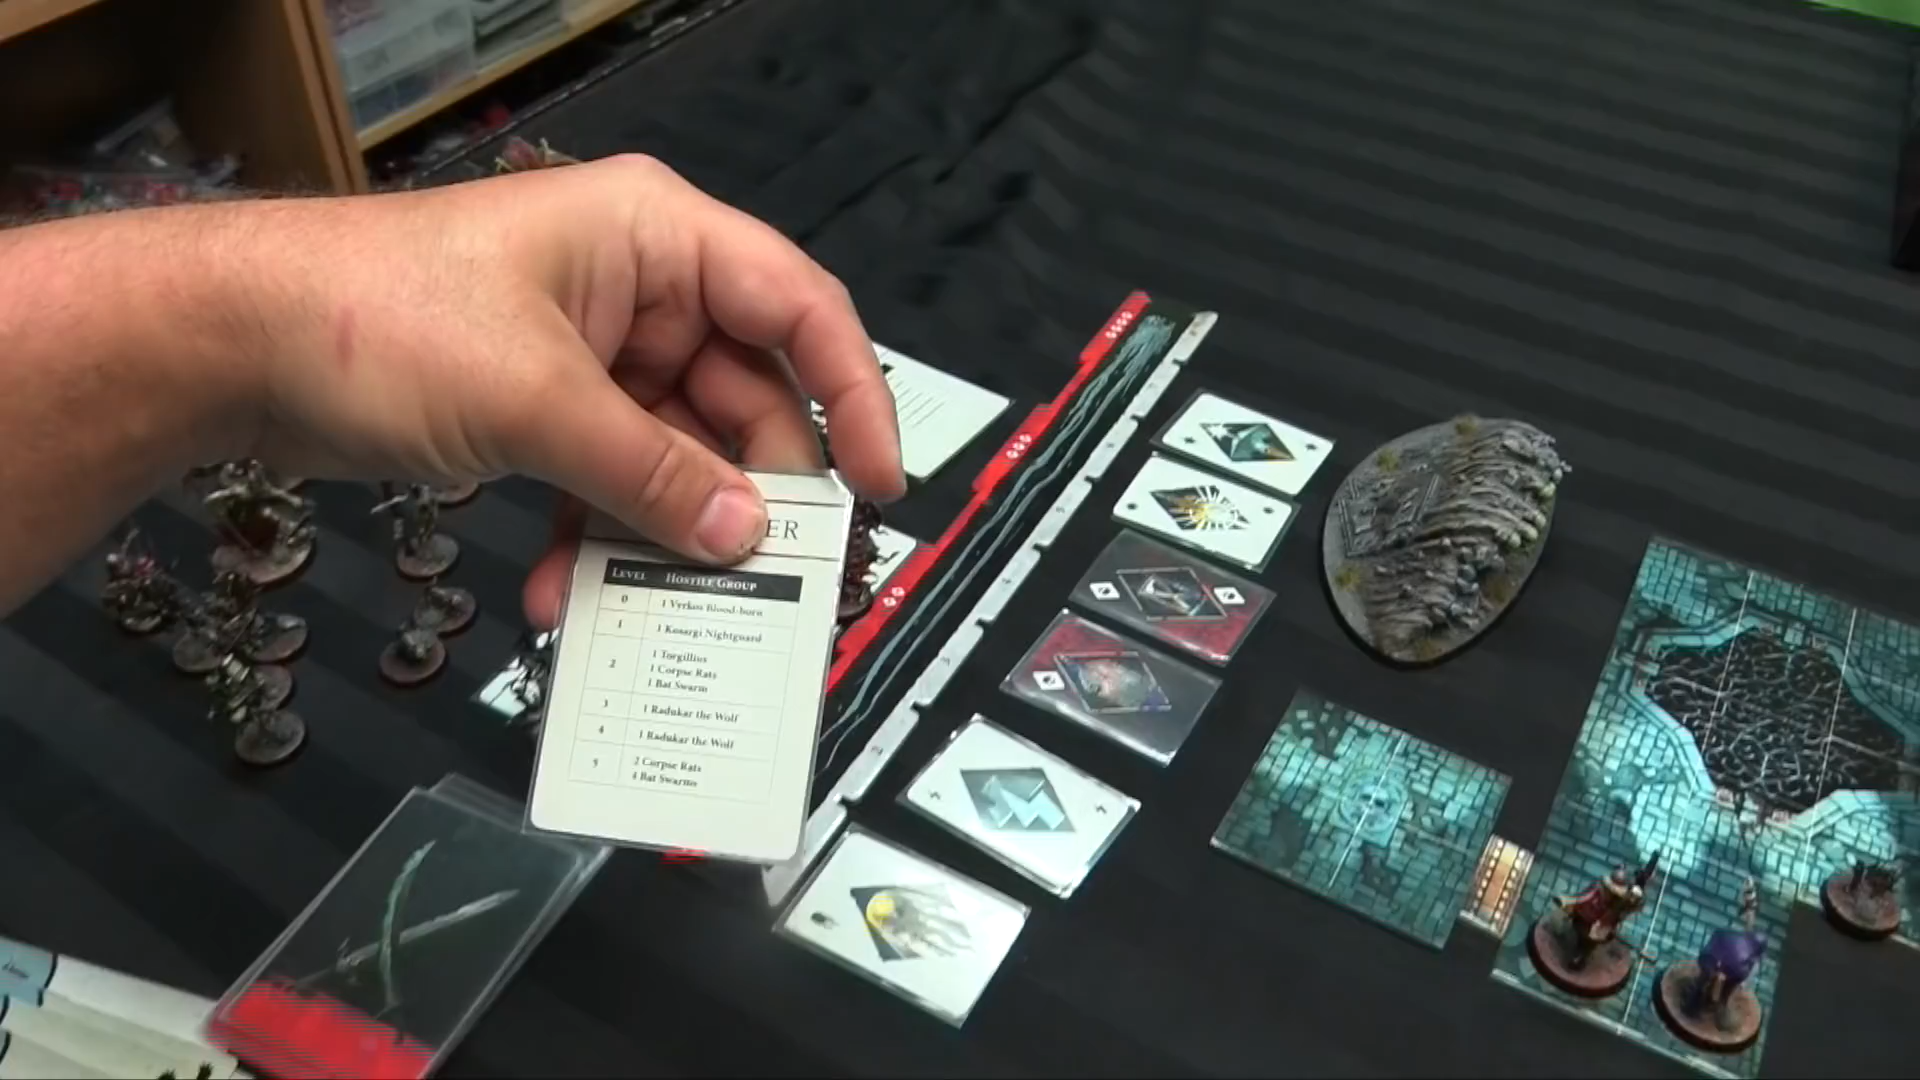 ER
LEVEL HOSTILE GROUP
0 1 Vyrkos Blood-born
1 1 Kosargi Nightguard
2 1 Torgillius
1 Corpse Rats
1 Bat Swarm
3 1 Radukar the Wolf
4 1 Radukar the Wolf
5 2 Corpse Rats
4 Bat Swarms